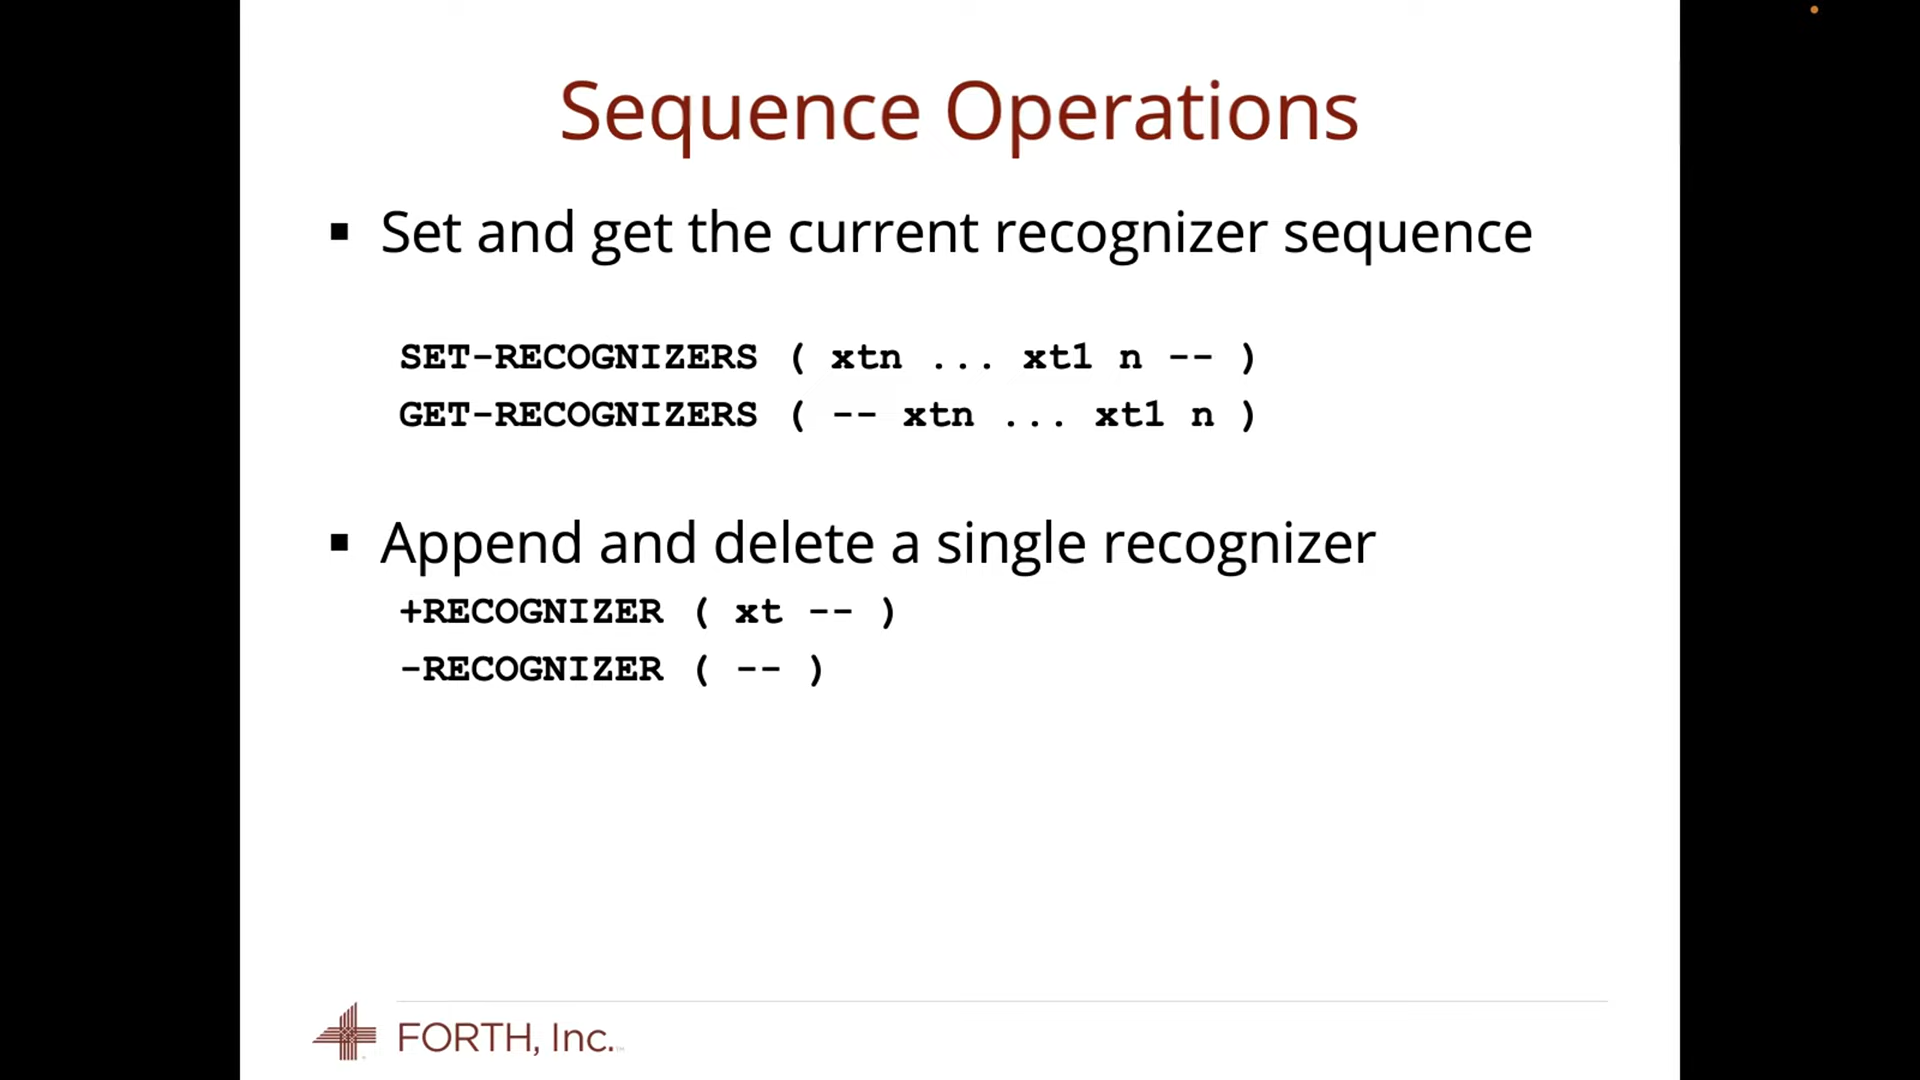 Sequence Operations
▪ Set and get the current recognizer sequence
SET-RECOGNIZERS ( xtn ... xt1 n -- )
GET-RECOGNIZERS ( -- xtn ... xt1 n )
▪ Append and delete a single recognizer
+RECOGNIZER ( xt -- )
-RECOGNIZER ( -- )
FORTH, Inc.